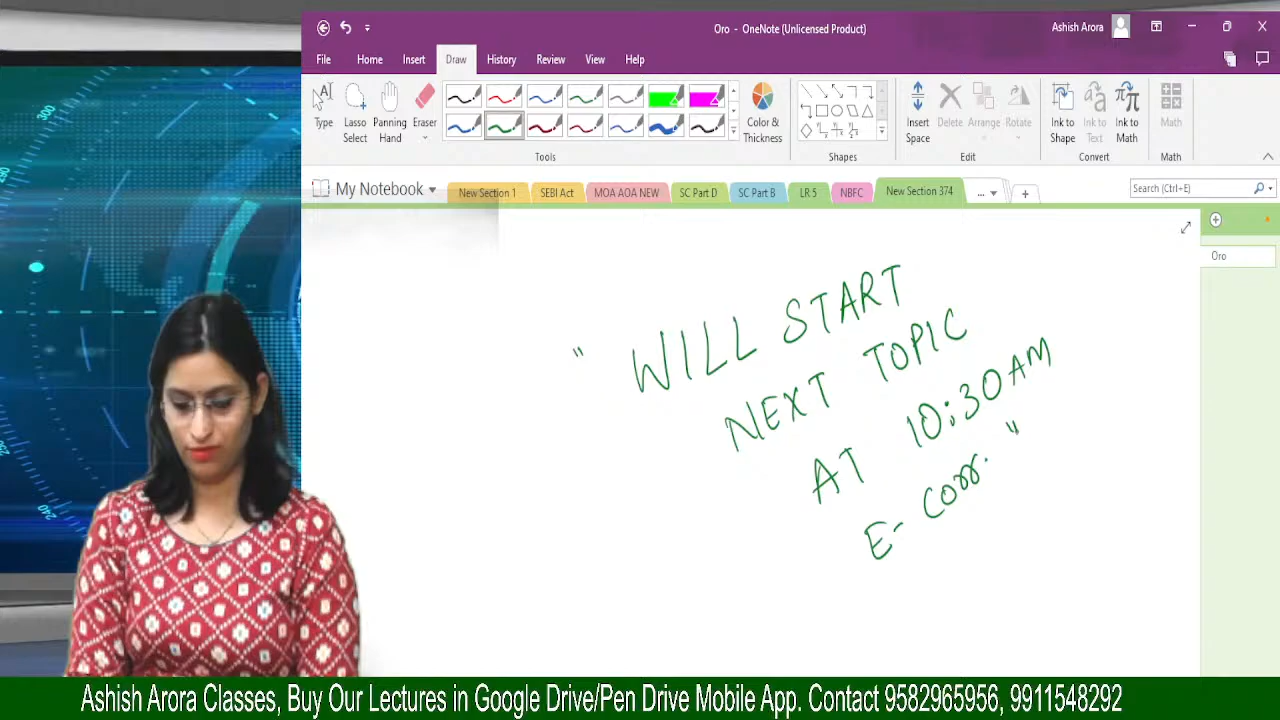 Oro - OneNote (Unlicensed Product)
Ashish Arora
File Home Insert Draw History Review View Help
Type
Lasso Select
Panning Hand
Eraser
Color & Thickness
Insert Space
Delete
Arrange
Rotate
Ink to Shape
Ink to Text
Ink to Math
Math
Tools
Shapes
Edit
Convert
Math
My Notebook
New Section 1
SEBI Act
MOA AOA NEW
SC Part D
SC Part B
LR 5
NBFC
New Section 374
...
Search (Ctrl+E)
Oro
" WILL START
NEXT TOPIC
AT 10:30AM
E- Corr. "
300
240
Ashish Arora Classes, Buy Our Lectures in Google Drive/Pen Drive Mobile App. Contact 9582965956, 9911548292